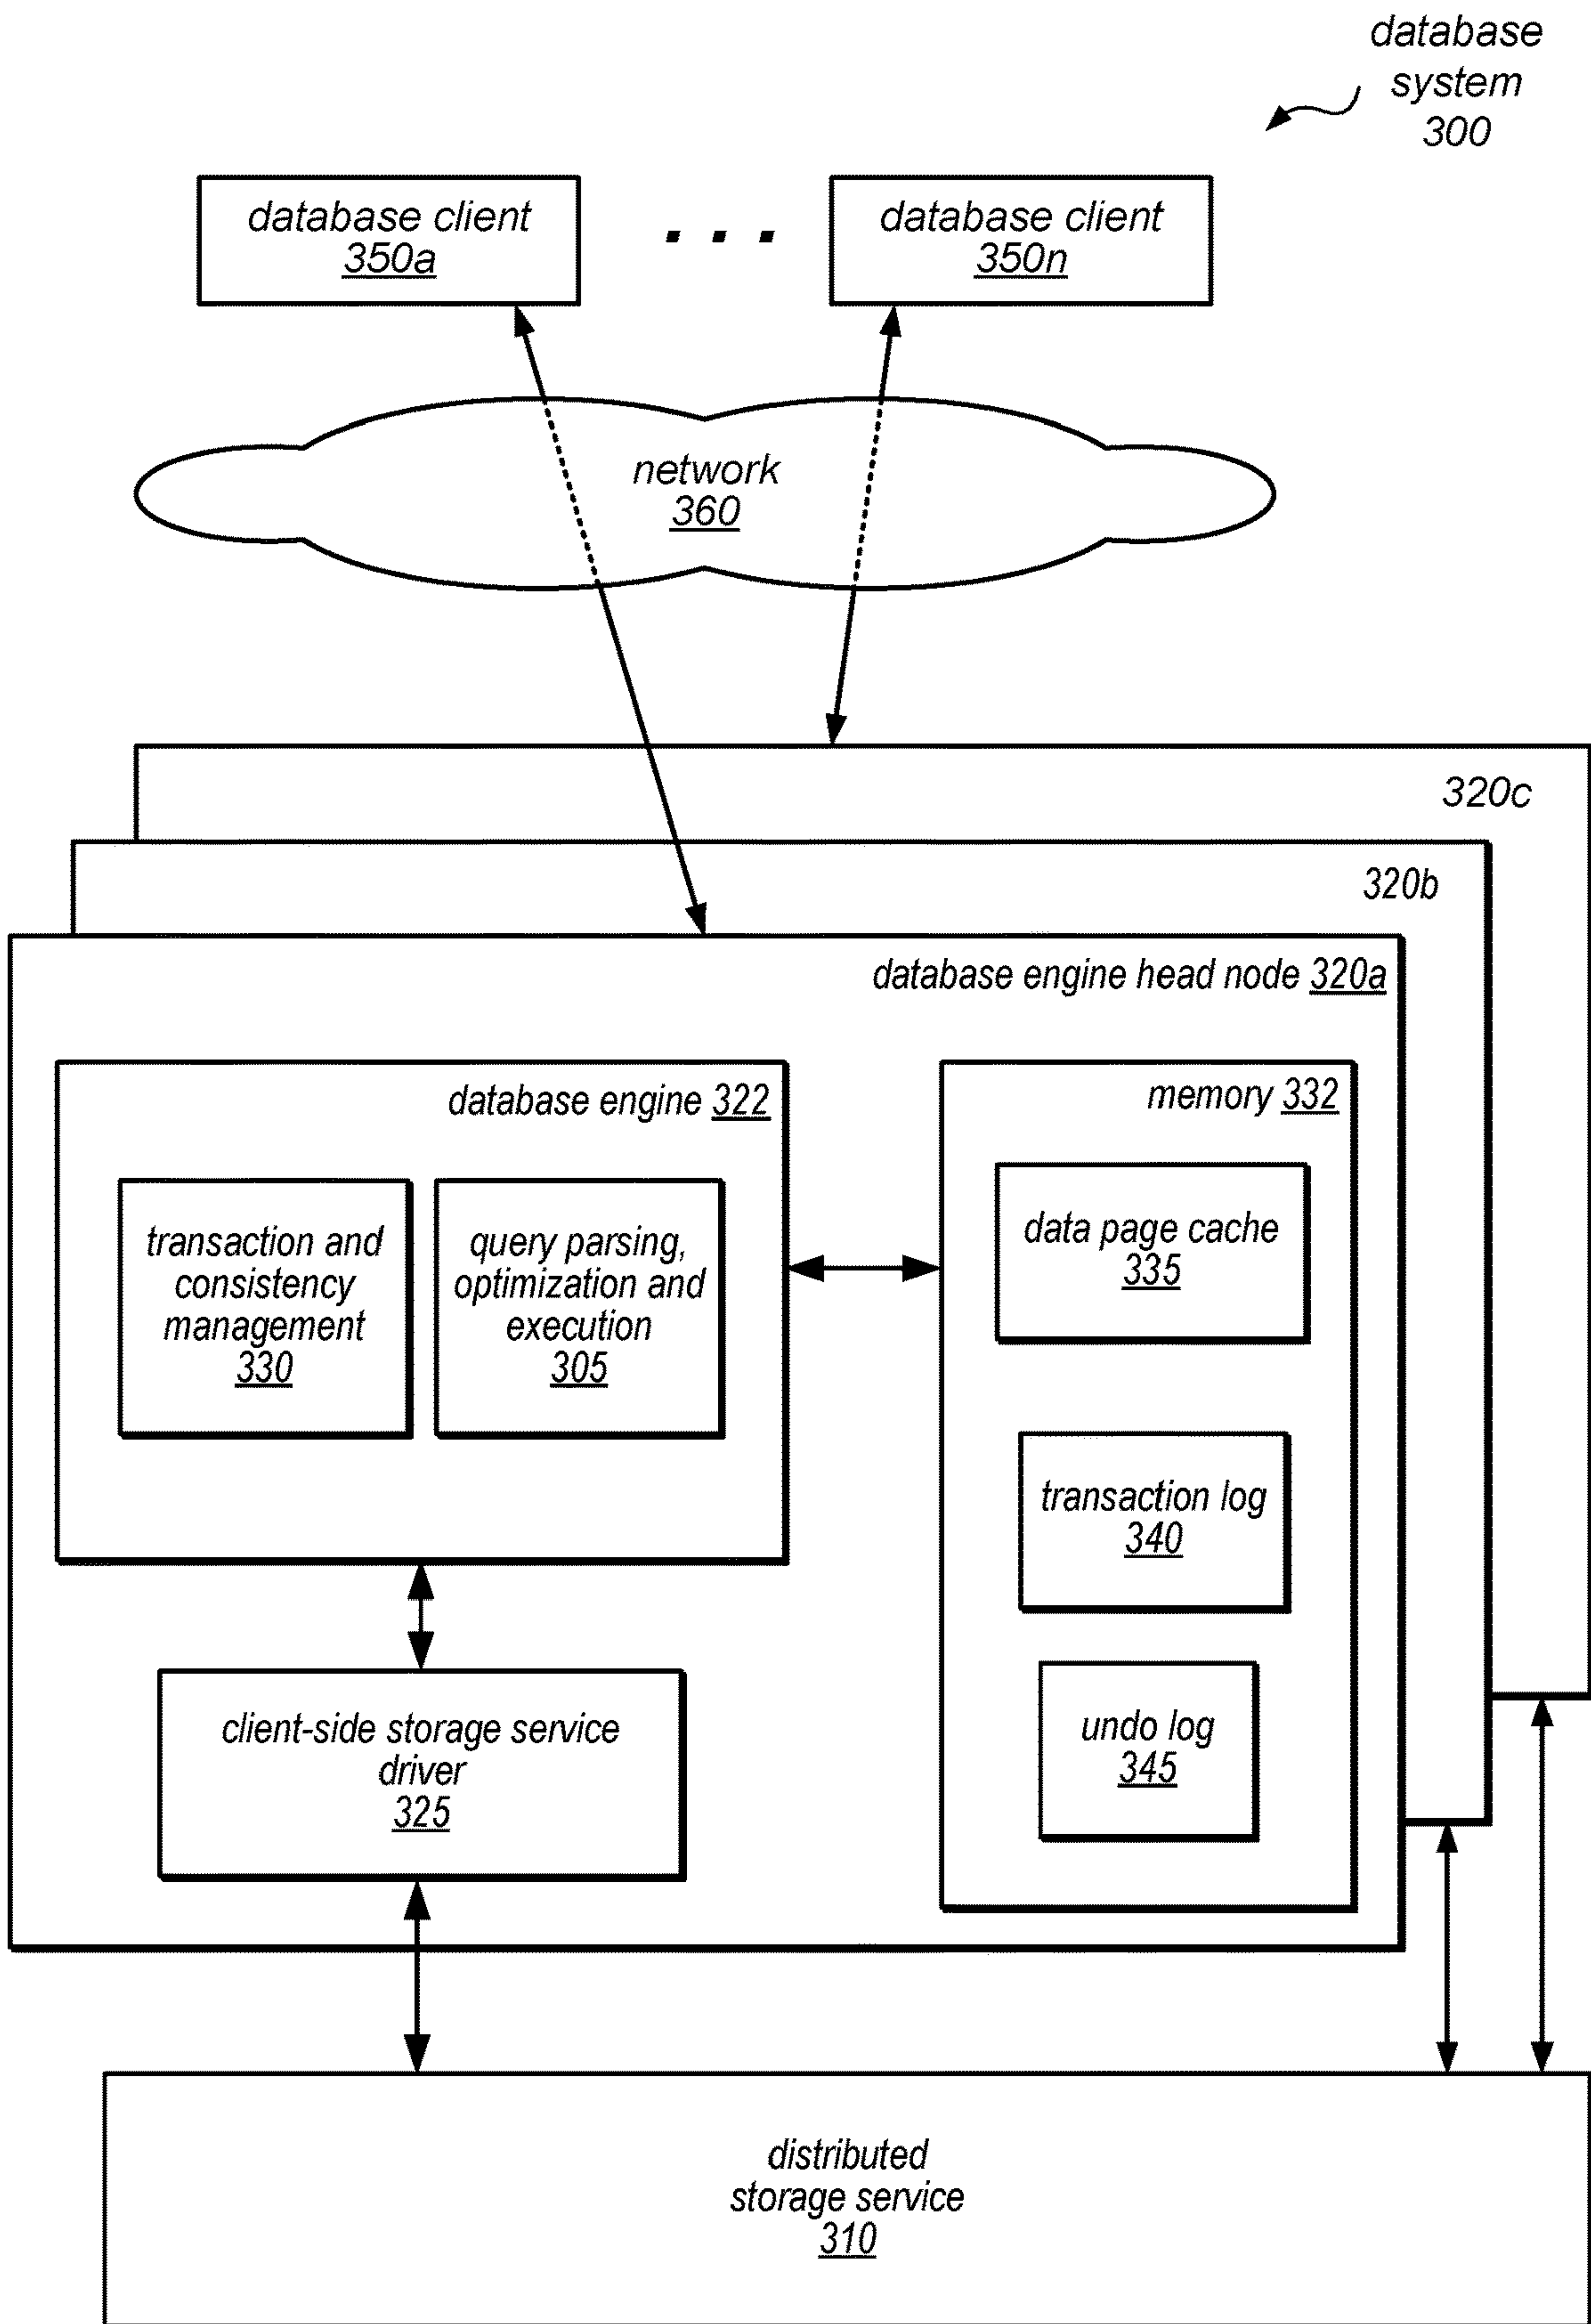 database
system
300
database client
350a
. . .
database client
350n
network
360
320c
320b
database engine head node 320a
database engine 322
transaction and
consistency
management
330
query parsing,
optimization and
execution
305
memory 332
data page cache
335
transaction log
340
undo log
345
client-side storage service
driver
325
distributed
storage service
310